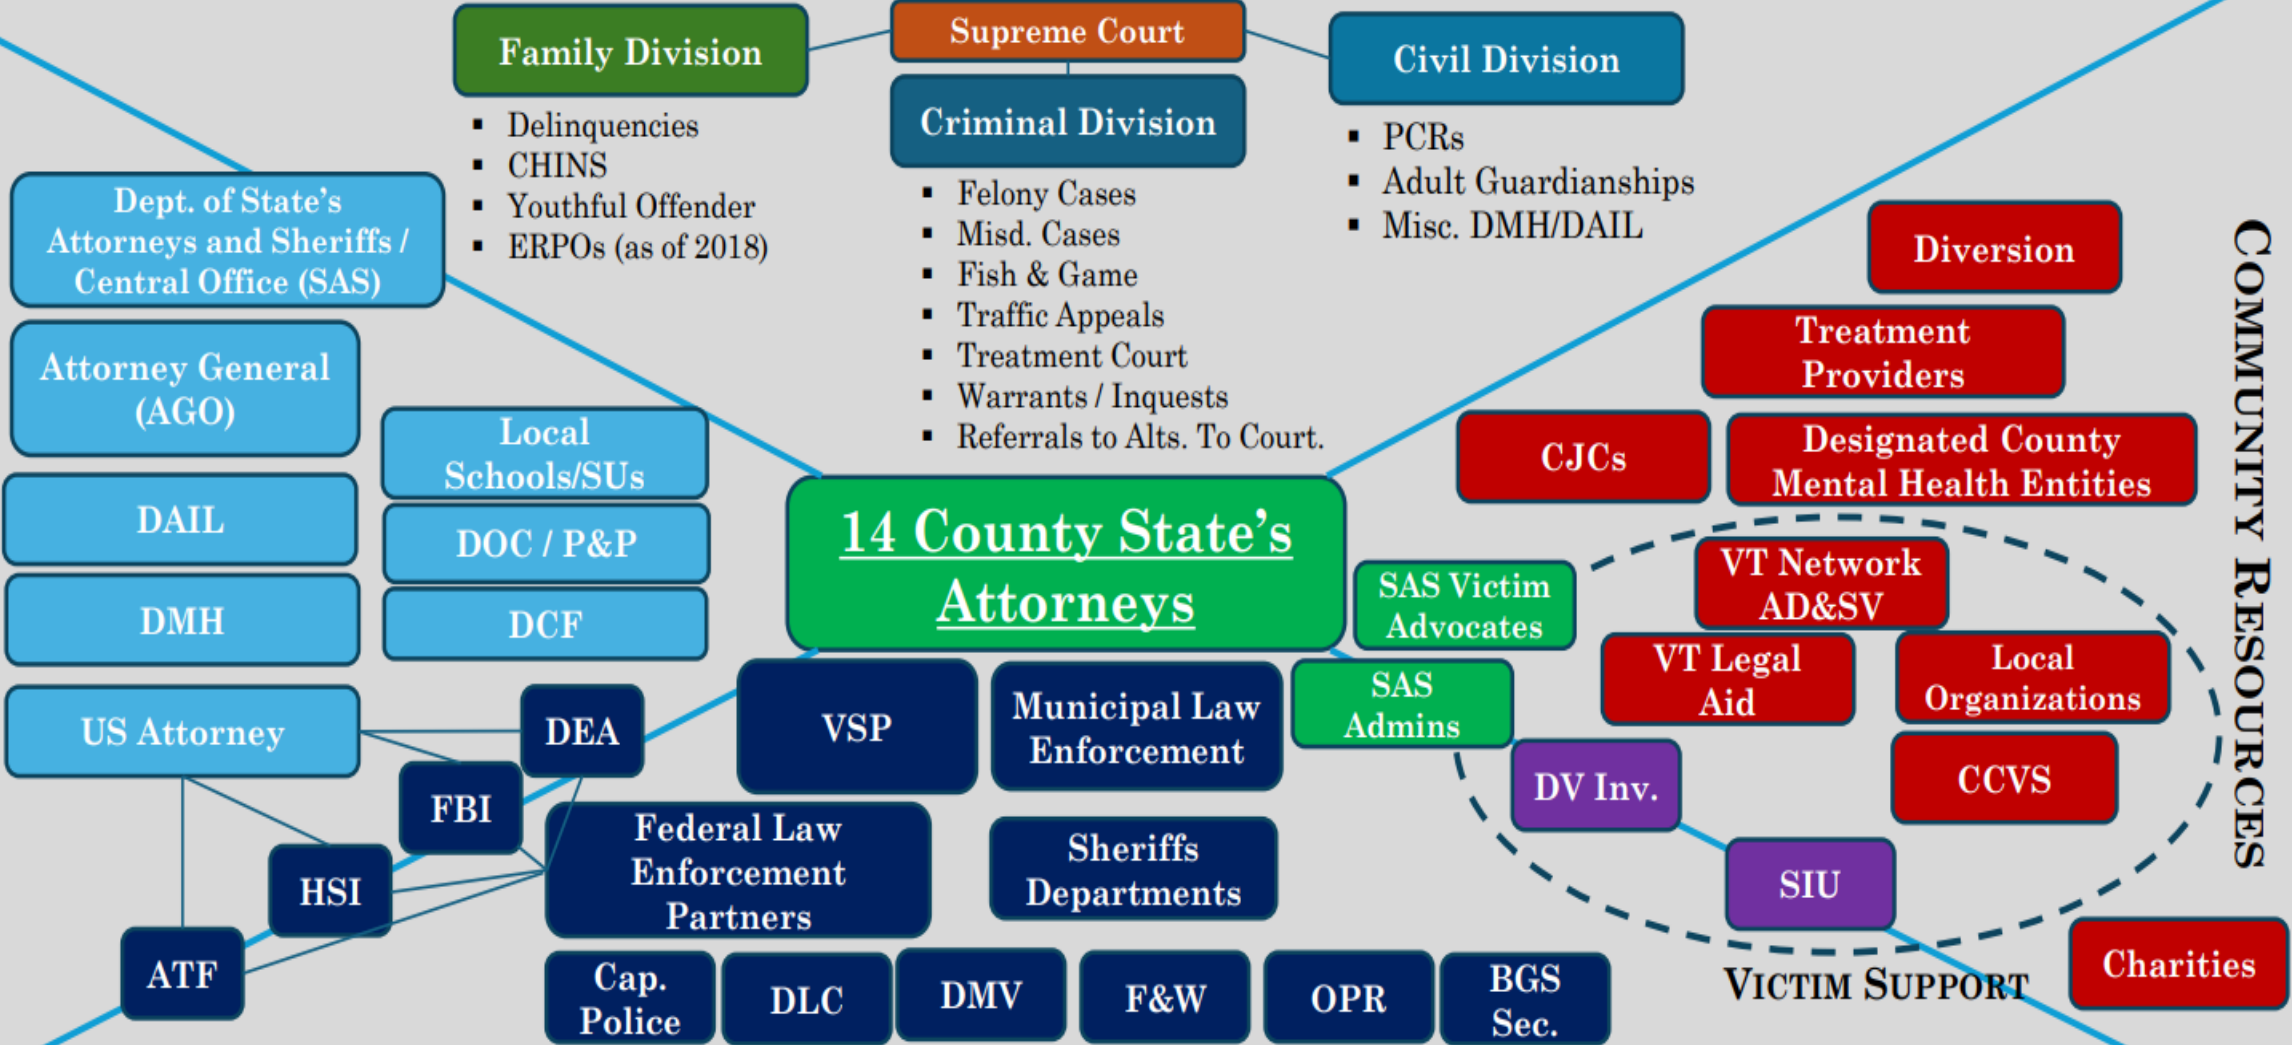 Supreme Court
Family Division
▪ Delinquencies
▪ CHINS
▪ Youthful Offender
▪ ERPOs (as of 2018)
Criminal Division
▪ Felony Cases
▪ Misd. Cases
▪ Fish & Game
▪ Traffic Appeals
▪ Treatment Court
▪ Warrants / Inquests
▪ Referrals to Alts. To Court.
Civil Division
▪ PCRs
▪ Adult Guardianships
▪ Misc. DMH/DAIL
Dept. of State’s
Attorneys and Sheriffs /
Central Office (SAS)
Attorney General
(AGO)
DAIL
DMH
US Attorney
Local
Schools/SUs
DOC / P&P
DCF
14 County State’s
Attorneys
SAS Victim
Advocates
SAS
Admins
DEA
FBI
HSI
ATF
VSP
Municipal Law
Enforcement
Federal Law
Enforcement
Partners
Sheriffs
Departments
Cap.
Police
DLC
DMV
F&W
OPR
BGS
Sec.
Diversion
Treatment
Providers
CJCs
Designated County
Mental Health Entities
VT Network
AD&SV
VT Legal
Aid
Local
Organizations
CCVS
DV Inv.
SIU
VICTIM SUPPORT
Charities
COMMUNITY RESOURCES